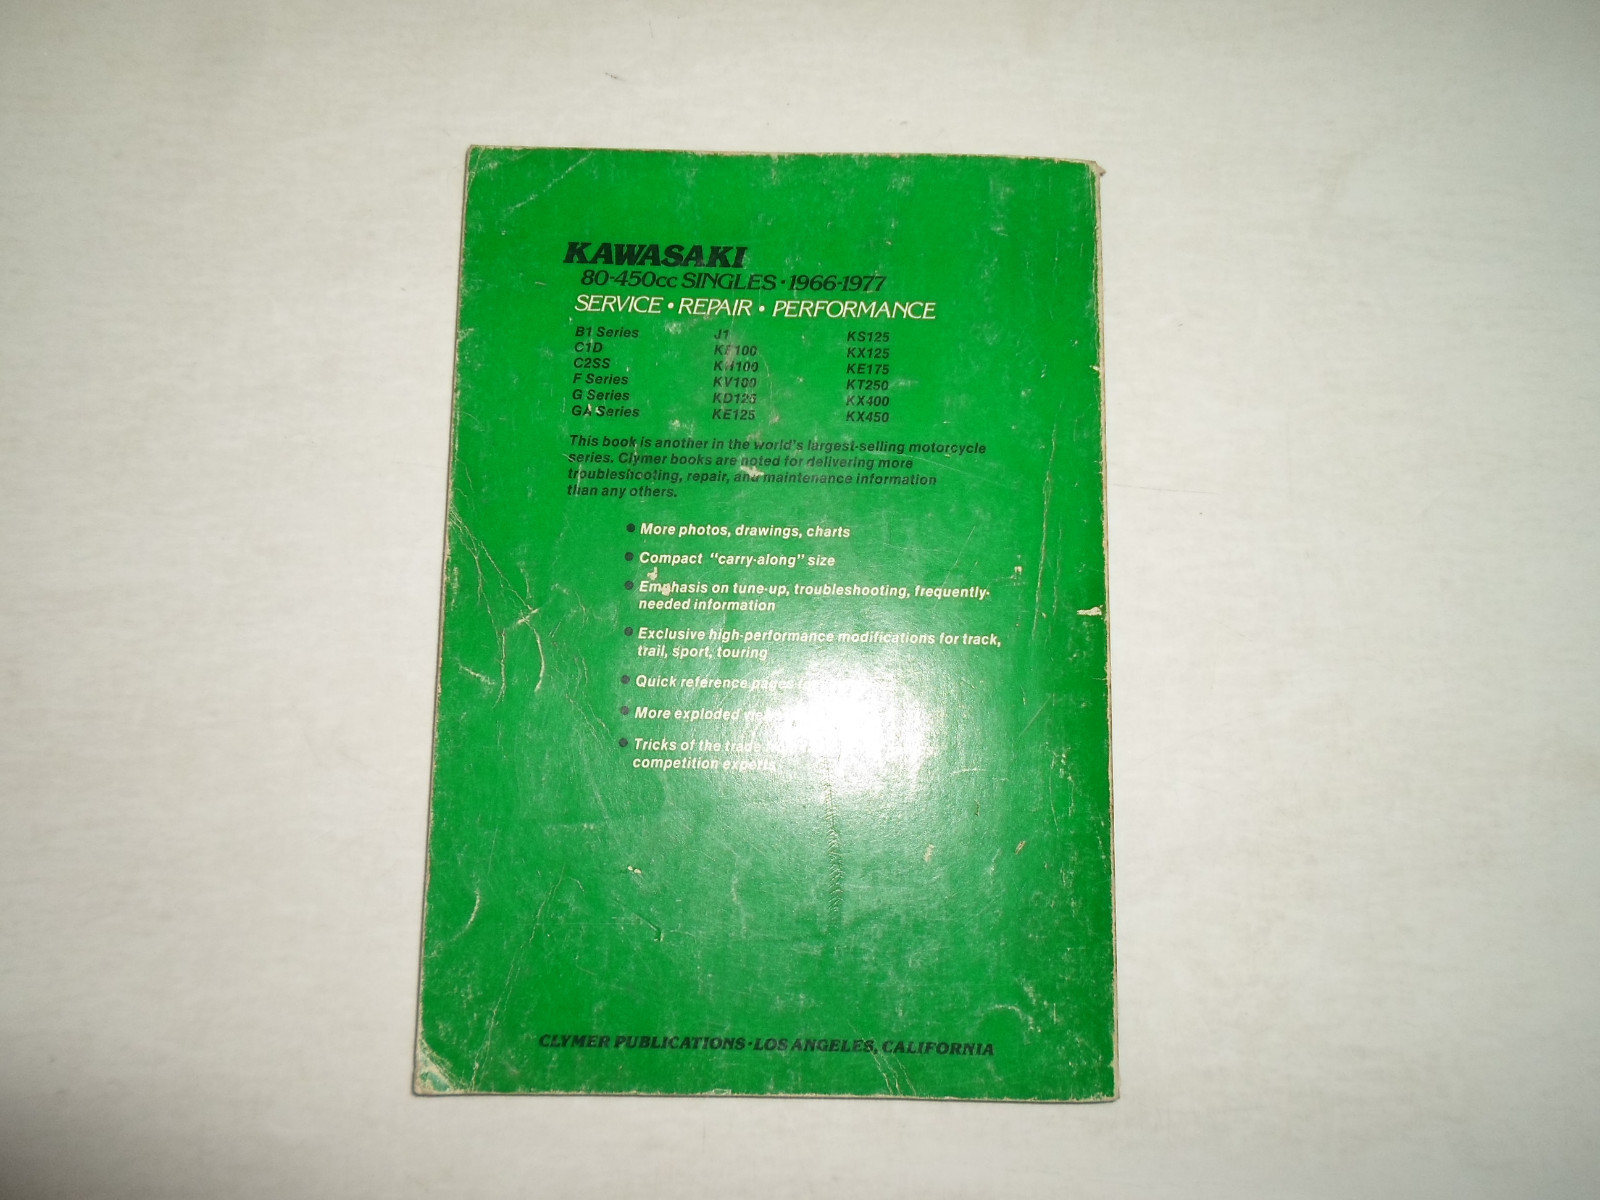 KAWASAKI
80-450cc SINGLES • 1966-1977
SERVICE • REPAIR • PERFORMANCE
B1 Series J1 KS125
C1D KE100 KX125
C2SS KH100 KE175
F Series KV100 KT250
G Series KD125 KX400
GA Series KE125 KX450
This book is another in the world's largest-selling motorcycle
series. Clymer books are noted for delivering more
troubleshooting, repair, and maintenance information
than any others.
● More photos, drawings, charts
● Compact "carry-along" size
● Emphasis on tune-up, troubleshooting, frequently-
needed information
● Exclusive high-performance modifications for track,
trail, sport, touring
● Quick reference pages
● More exploded
● Tricks of the trade
competition experts
CLYMER PUBLICATIONS • LOS ANGELES, CALIFORNIA